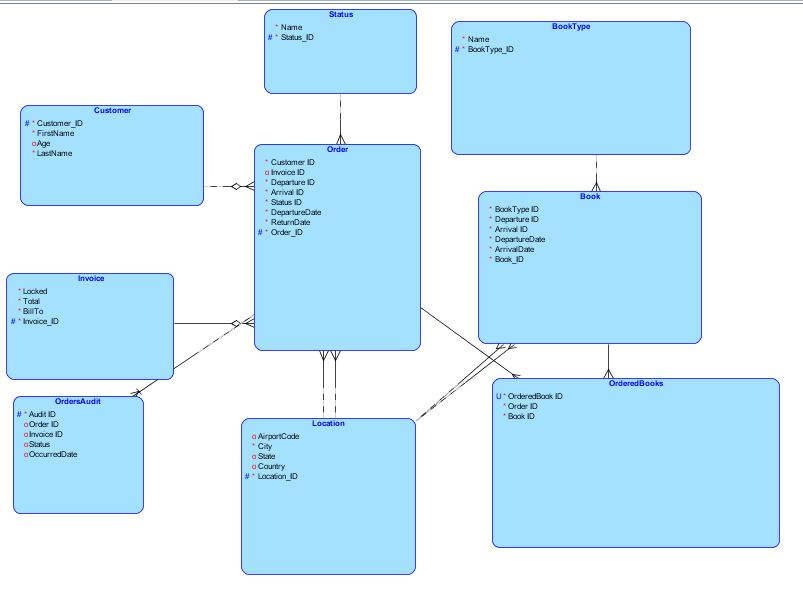 Status
* Name
# * Status_ID
BookType
* Name
# * BookType_ID
Customer
# * Customer_ID
* FirstName
o Age
* LastName
Order
* Customer ID
o Invoice ID
* Departure ID
* Arrival ID
* Status ID
* DepartureDate
* ReturnDate
# * Order_ID
Book
* BookType ID
* Departure ID
* Arrival ID
* DepartureDate
* ArrivalDate
* Book_ID
Invoice
* Locked
* Total
* BillTo
# * Invoice_ID
OrdersAudit
# * Audit ID
o Order ID
o Invoice ID
o Status
o OccurredDate
Location
o AirportCode
* City
o State
o Country
# * Location_ID
OrderedBooks
U * OrderedBook ID
* Order ID
* Book ID